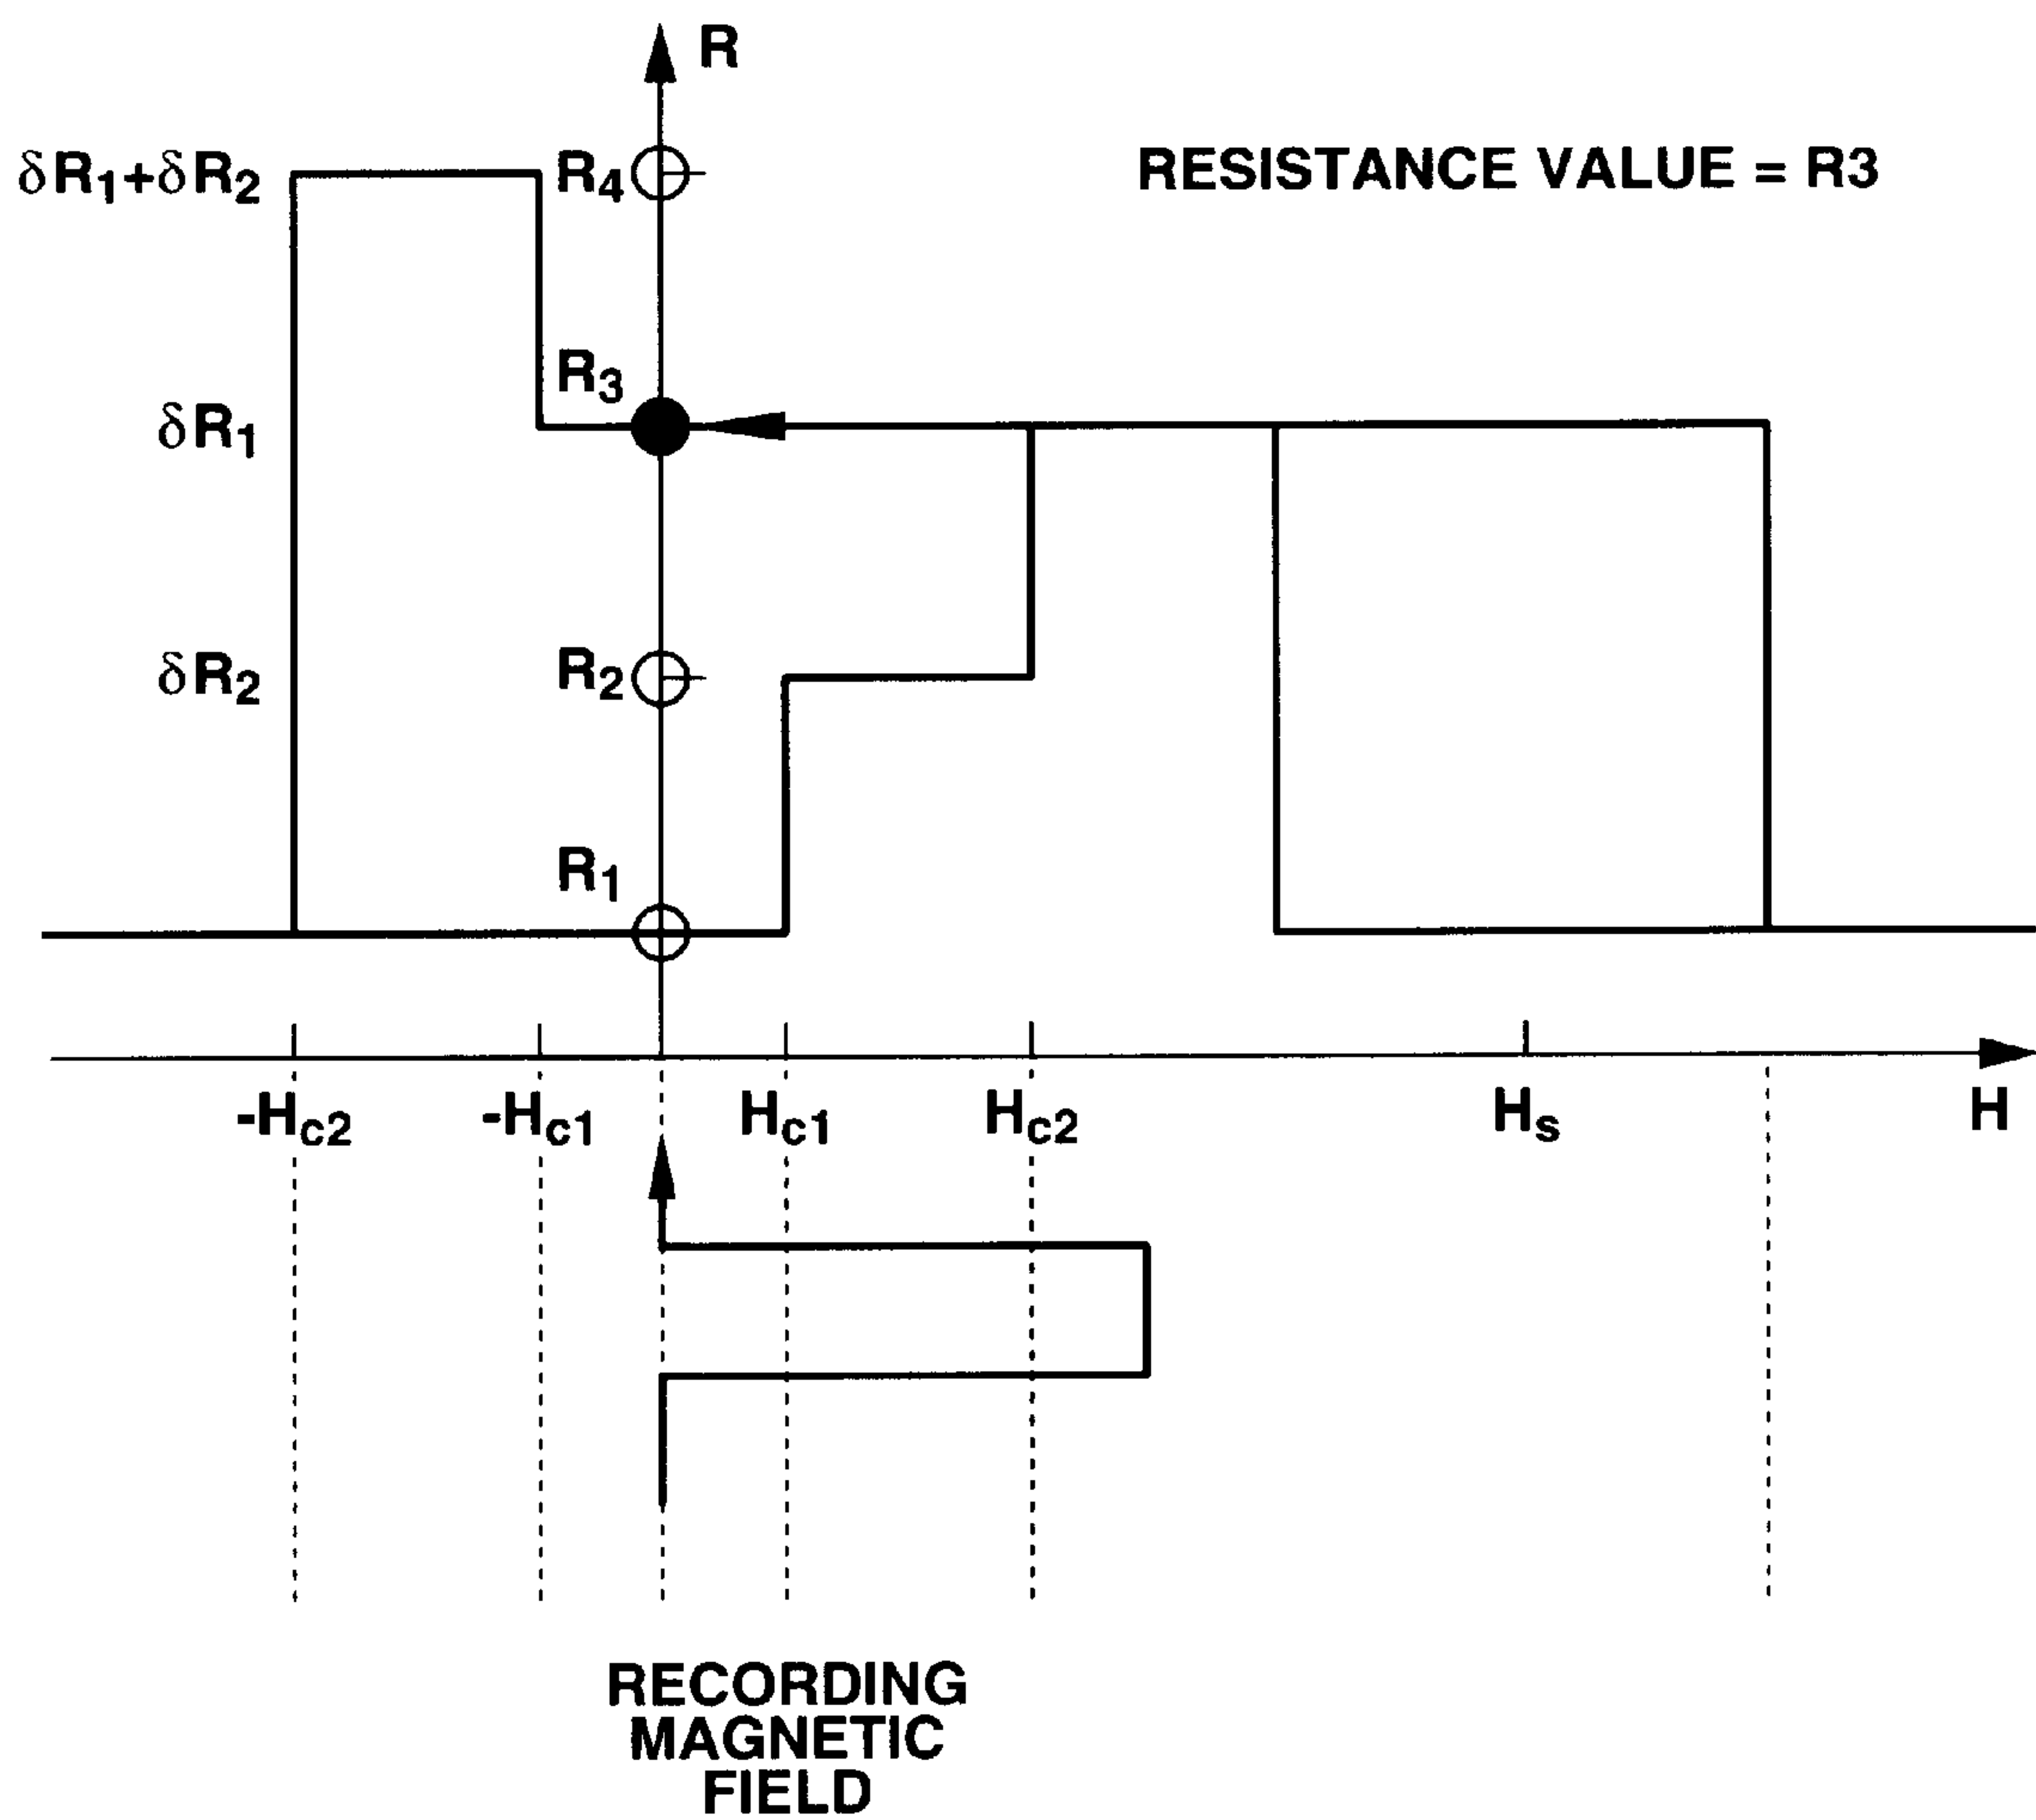 R
δR1+δR2
R4
RESISTANCE VALUE = R3
R3
δR1
δR2
R2
R1
-Hc2
-Hc1
Hc1
Hc2
Hs
H
RECORDING
MAGNETIC
FIELD